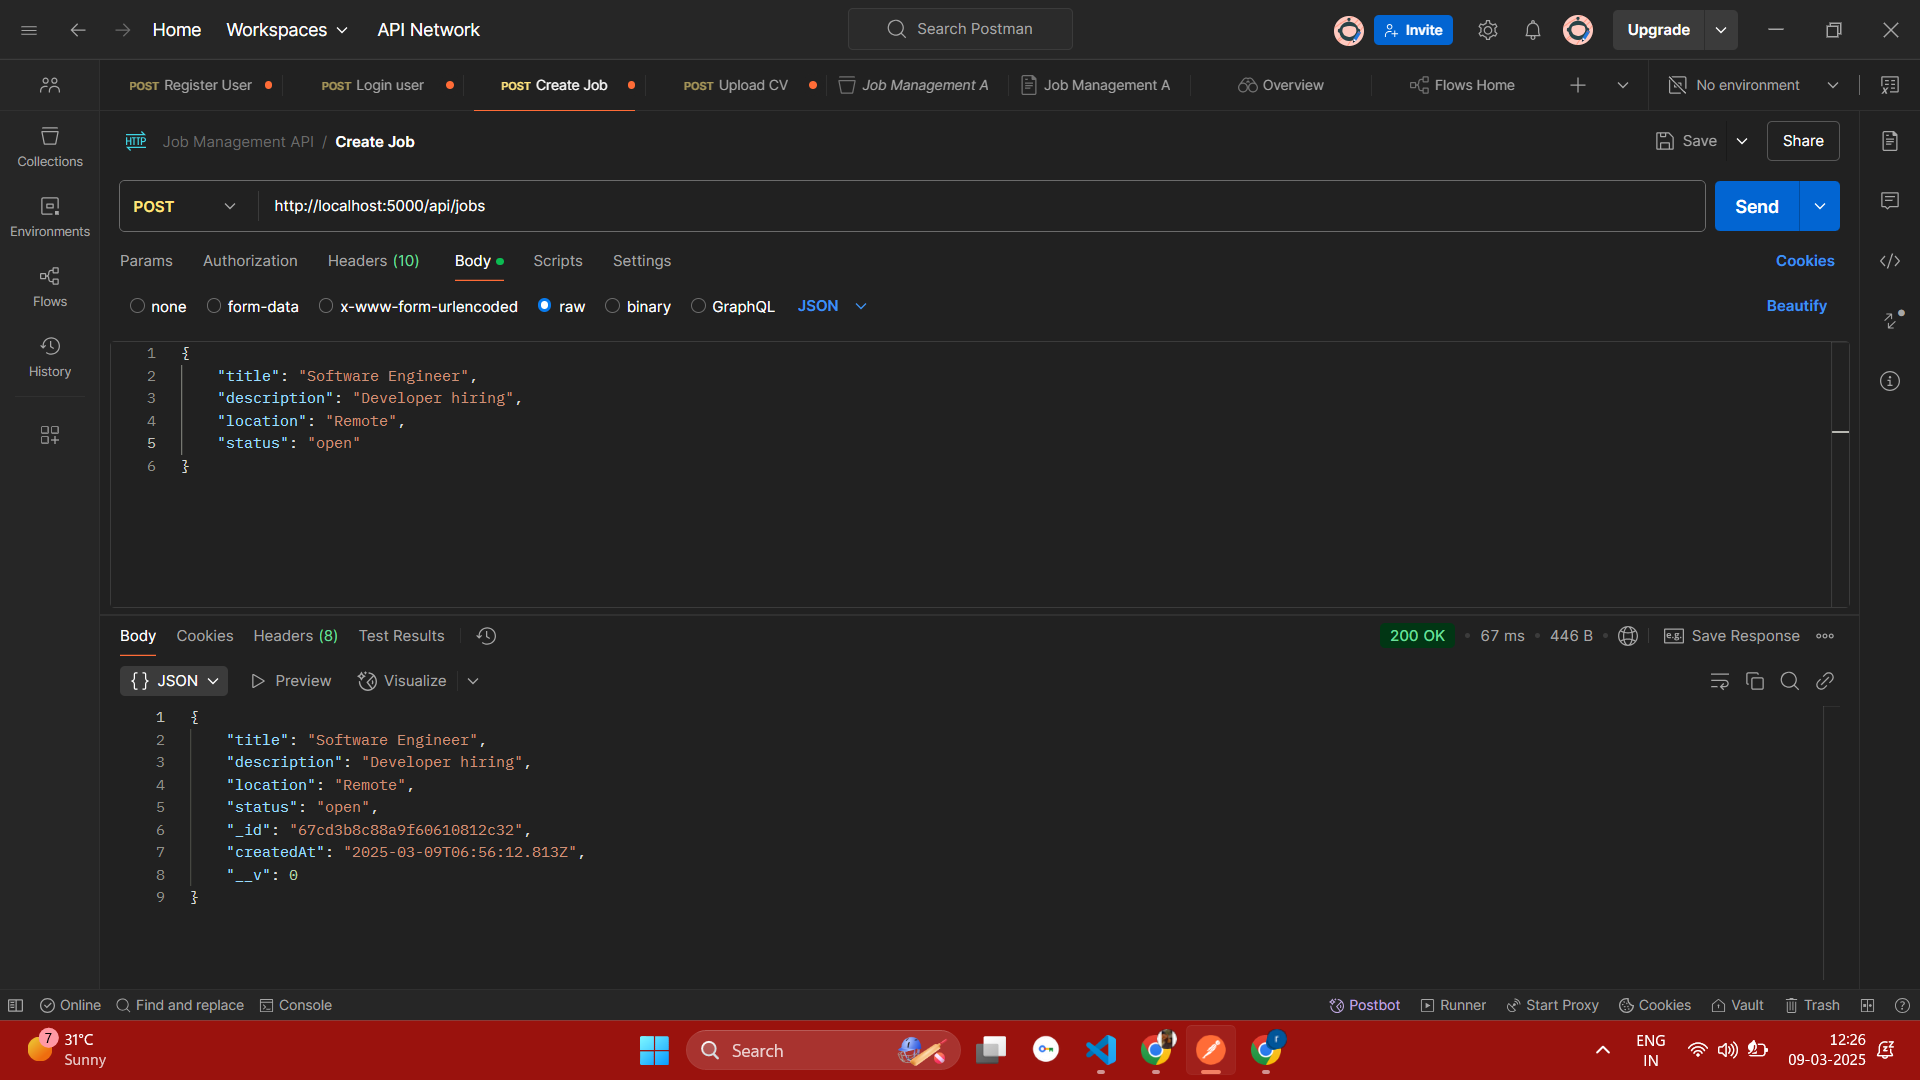 Home Workspaces API Network Search Postman Invite Upgrade
POST Register User POST Login user POST Create Job POST Upload CV Job Management A Job Management A Overview Flows Home No environment
HTTP Job Management API / Create Job Save Share
Collections
Environments
Flows
History
POST http://localhost:5000/api/jobs Send
Params Authorization Headers (10) Body Scripts Settings Cookies
none form-data x-www-form-urlencoded raw binary GraphQL JSON Beautify
1 {
2 "title": "Software Engineer",
3 "description": "Developer hiring",
4 "location": "Remote",
5 "status": "open"
6 }
Body Cookies Headers (8) Test Results 200 OK • 67 ms • 446 B • e.g. Save Response
{} JSON Preview Visualize
1 {
2 "title": "Software Engineer",
3 "description": "Developer hiring",
4 "location": "Remote",
5 "status": "open",
6 "_id": "67cd3b8c88a9f60610812c32",
7 "createdAt": "2025-03-09T06:56:12.813Z",
8 "__v": 0
9 }
Online Find and replace Console Postbot Runner Start Proxy Cookies Vault Trash
7 31°C
Sunny
Search
r
ENG
IN
12:26
09-03-2025